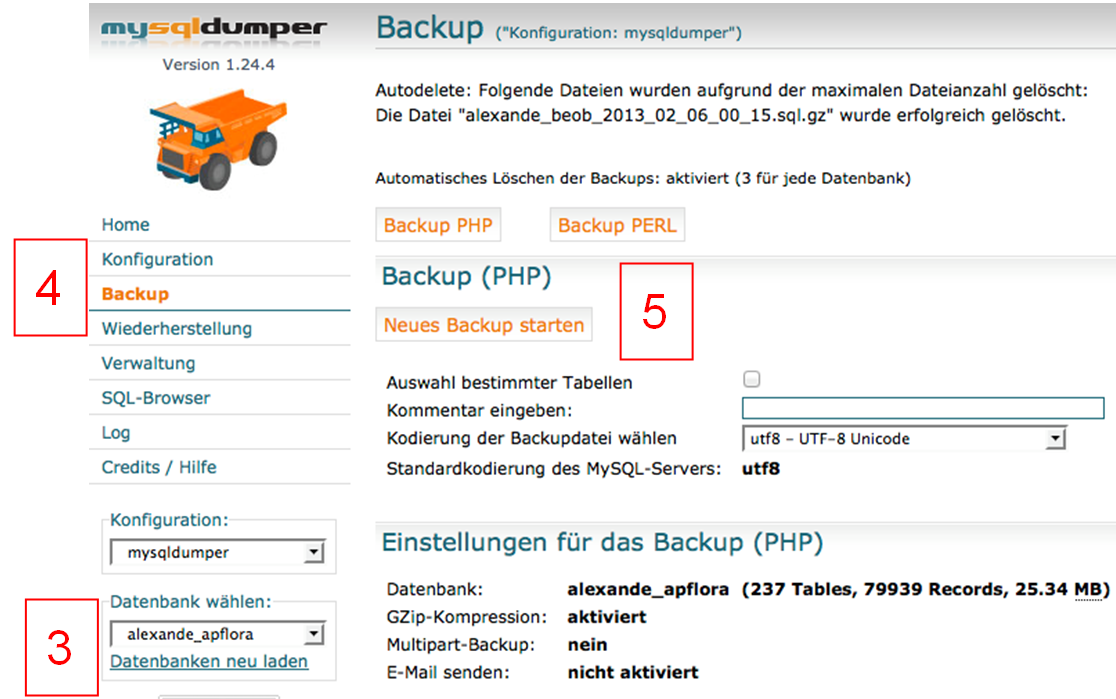 mysqldumper
Version 1.24.4
Home
4
Konfiguration
Backup
Wiederherstellung
Verwaltung
SQL-Browser
Log
Credits / Hilfe
Konfiguration:
mysqldumper
3
Datenbank wählen:
alexande_apflora
Datenbanken neu laden
Backup ("Konfiguration: mysqldumper")
Autodelete: Folgende Dateien wurden aufgrund der maximalen Dateianzahl gelöscht:
Die Datei "alexande_beob_2013_02_06_00_15.sql.gz" wurde erfolgreich gelöscht.
Automatisches Löschen der Backups: aktiviert (3 für jede Datenbank)
Backup PHP Backup PERL
Backup (PHP)
5
Neues Backup starten
Auswahl bestimmter Tabellen
Kommentar eingeben:
Kodierung der Backupdatei wählen utf8 – UTF-8 Unicode
Standardkodierung des MySQL-Servers: utf8
Einstellungen für das Backup (PHP)
Datenbank: alexande_apflora (237 Tables, 79939 Records, 25.34 MB)
GZip-Kompression: aktiviert
Multipart-Backup: nein
E-Mail senden: nicht aktiviert